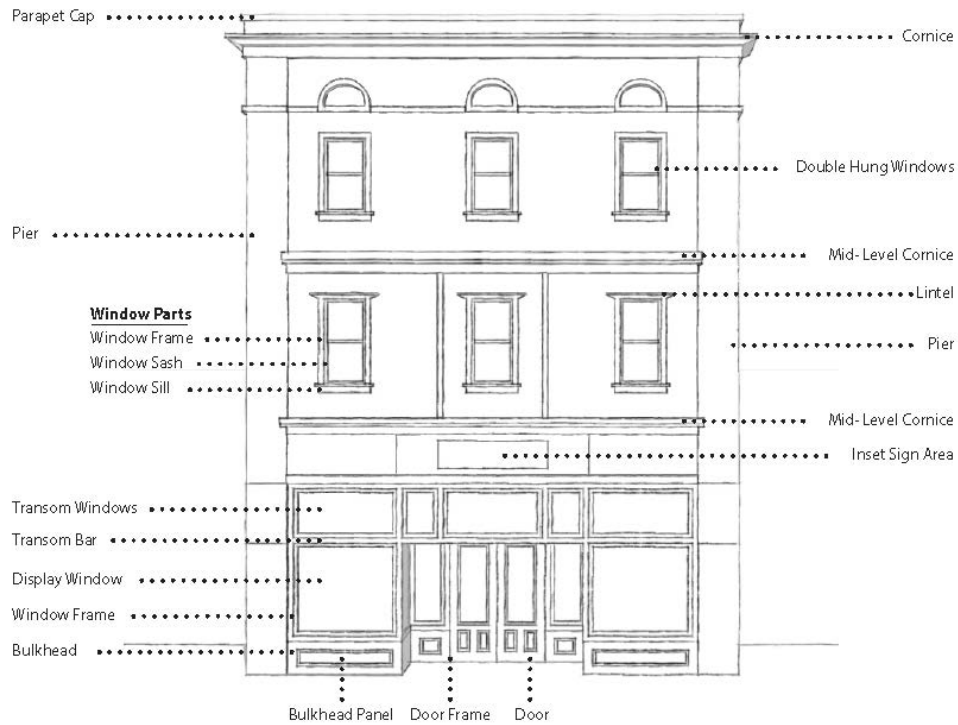 Parapet Cap
Cornice
Double Hung Windows
Pier
Mid-Level Cornice
Lintel
Window Parts
Window Frame
Pier
Window Sash
Window Sill
Mid-Level Cornice
Inset Sign Area
Transom Windows
Transom Bar
Display Window
Window Frame
Bulkhead
Bulkhead Panel Door Frame Door